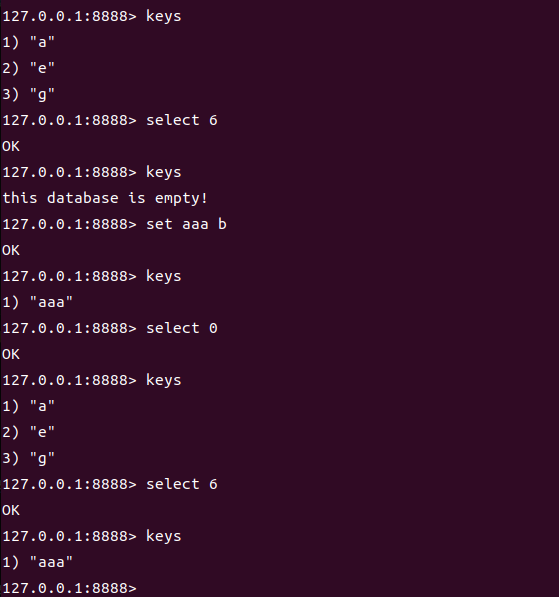 127.0.0.1:8888> keys
1) "a"
2) "e"
3) "g"
127.0.0.1:8888> select 6
OK
127.0.0.1:8888> keys
this database is empty!
127.0.0.1:8888> set aaa b
OK
127.0.0.1:8888> keys
1) "aaa"
127.0.0.1:8888> select 0
OK
127.0.0.1:8888> keys
1) "a"
2) "e"
3) "g"
127.0.0.1:8888> select 6
OK
127.0.0.1:8888> keys
1) "aaa"
127.0.0.1:8888>